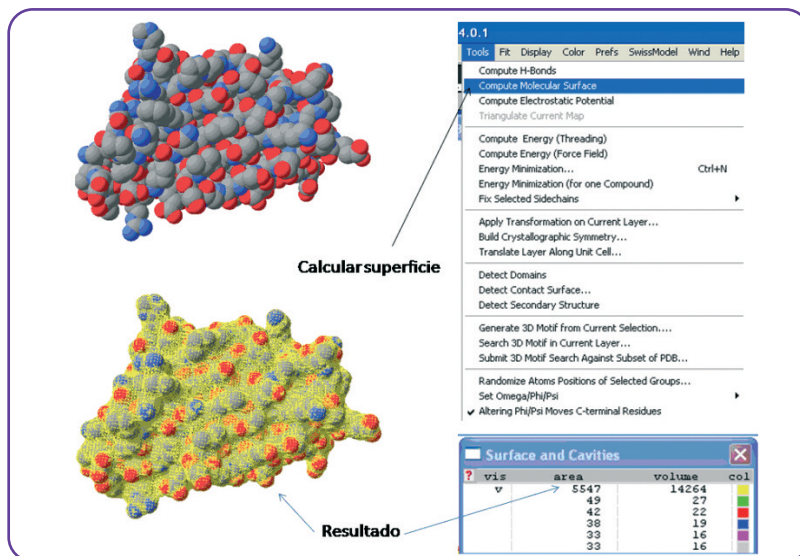 4.0.1
Tools Fit Display Color Prefs SwissModel Wind Help
Compute H-Bonds
Compute Molecular Surface
Compute Electrostatic Potential
Triangulate Current Map
Compute Energy (Threading)
Compute Energy (Force Field)
Energy Minimization... Ctrl+N
Energy Minimization (for one Compound)
Fix Selected Sidechains
Apply Transformation on Current Layer...
Build Crystallographic Symmetry...
Translate Layer Along Unit Cell...
Detect Domains
Detect Contact Surface...
Detect Secondary Structure
Generate 3D Motif from Current Selection....
Search 3D Motif in Current Layer...
Submit 3D Motif Search Against Subset of PDB...
Randomize Atoms Positions of Selected Groups...
Set Omega/Phi/Psi
✓ Altering Phi/Psi Moves C-terminal Residues
Calcular superficie
Surface and Cavities
? vis area volume col
v 5547 14264
49 27
42 22
38 19
33 16
33 16
Resultado